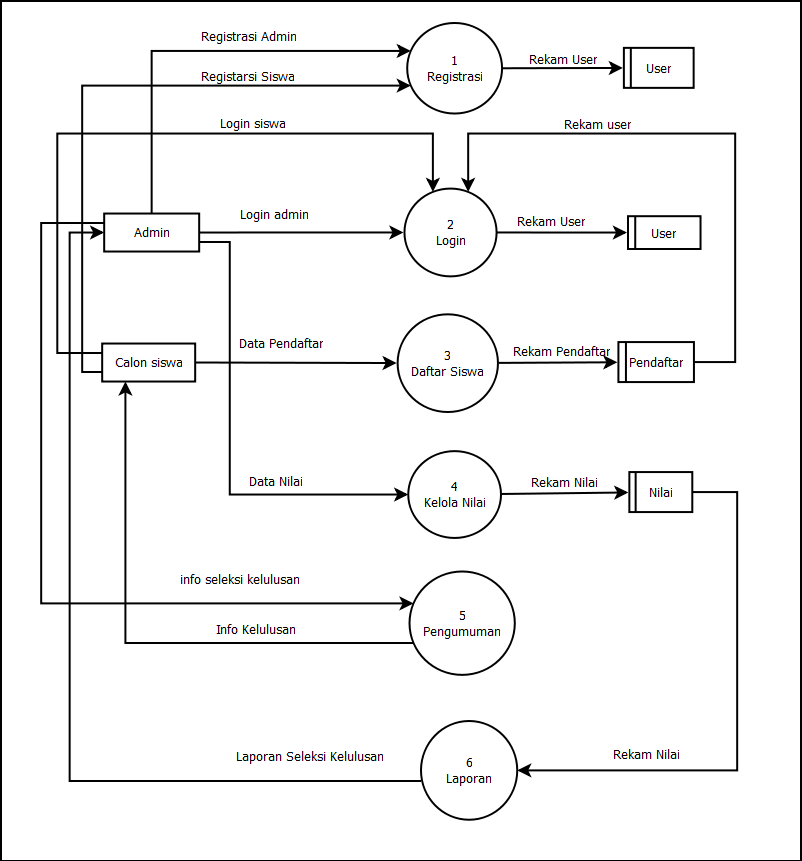 Registrasi Admin
Registarsi Siswa
1
Registrasi
Rekam User
User
Login siswa
Rekam user
Admin
Login admin
2
Login
Rekam User
User
Calon siswa
Data Pendaftar
3
Daftar Siswa
Rekam Pendaftar
Pendaftar
Data Nilai
4
Kelola Nilai
Rekam Nilai
Nilai
info seleksi kelulusan
Info Kelulusan
5
Pengumuman
Laporan Seleksi Kelulusan
6
Laporan
Rekam Nilai